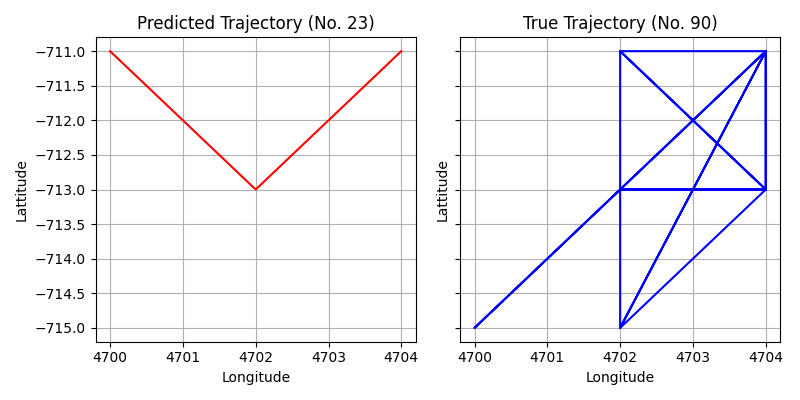 Predicted Trajectory (No. 23)
True Trajectory (No. 90)
−711.0
−711.5
−712.0
−712.5
−713.0
−713.5
−714.0
−714.5
−715.0
Lattitude
Lattitude
4700 4701 4702 4703 4704
4700 4701 4702 4703 4704
Longitude
Longitude